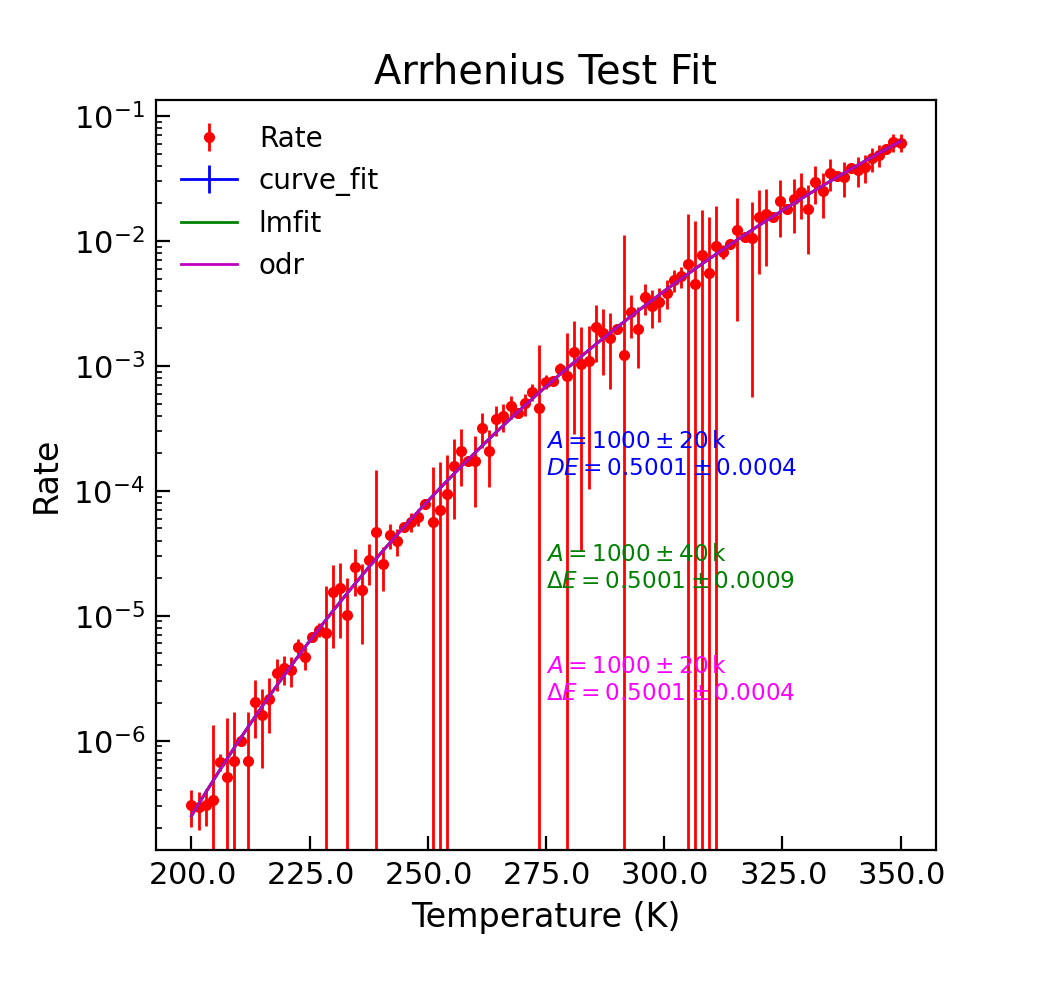 Arrhenius Test Fit
10⁻¹
10⁻²
10⁻³
10⁻⁴
10⁻⁵
10⁻⁶
Rate
Rate
curve_fit
lmfit
odr
A = 1000 ± 20 k
DE = 0.5001 ± 0.0004
A = 1000 ± 40 k
ΔE = 0.5001 ± 0.0009
A = 1000 ± 20 k
ΔE = 0.5001 ± 0.0004
200.0 225.0 250.0 275.0 300.0 325.0 350.0
Temperature (K)